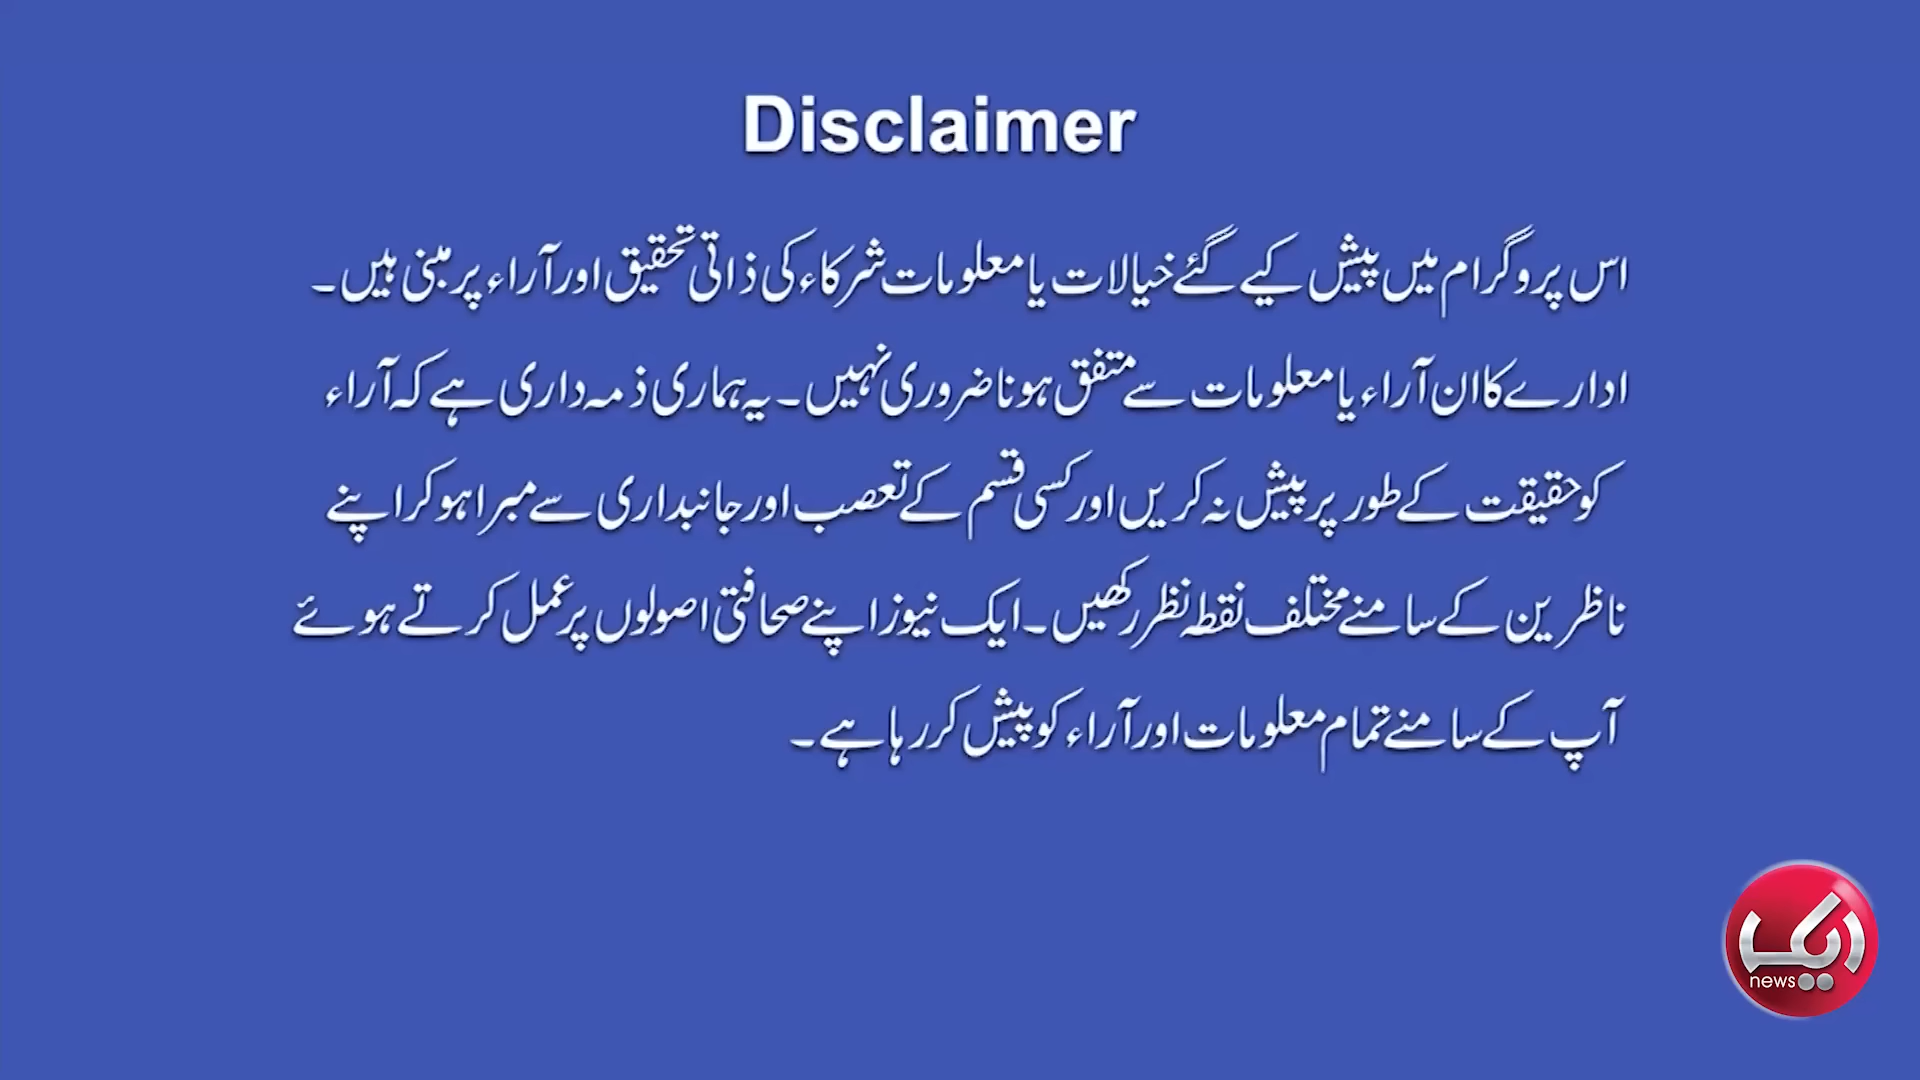 Disclaimer
اس پروگرام میں پیش کیے گئے خیالات یا معلومات شرکاء کی ذاتی تحقیق اور آراء پر مبنی ہیں۔
ادارے کا ان آراء یا معلومات سے متفق ہونا ضروری نہیں۔ یہ ہماری ذمہ داری ہے کہ آراء
کو حقیقت کے طور پر پیش نہ کریں اور کسی قسم کے تعصب اور جانبداری سے مبرا ہو کر اپنے
ناظرین کے سامنے مختلف نقطہ نظر رکھیں۔ ایک نیوز اپنے صحافتی اصولوں پر عمل کرتے ہوئے
آپ کے سامنے تمام معلومات اور آراء کو پیش کر رہا ہے۔
ایک
news